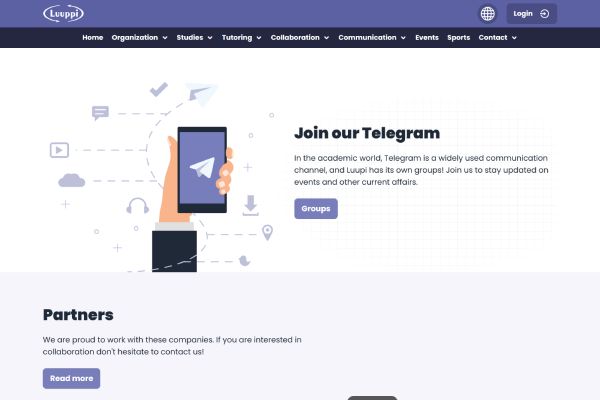 Luuppi
Login
Home Organization Studies Tutoring Collaboration Communication Events Sports Contact
Join our Telegram
In the academic world, Telegram is a widely used communication
channel, and Luupi has its own groups! Join us to stay updated on
events and other current affairs.
Groups
Partners
We are proud to work with these companies. If you are interested in
collaboration don't hesitate to contact us!
Read more